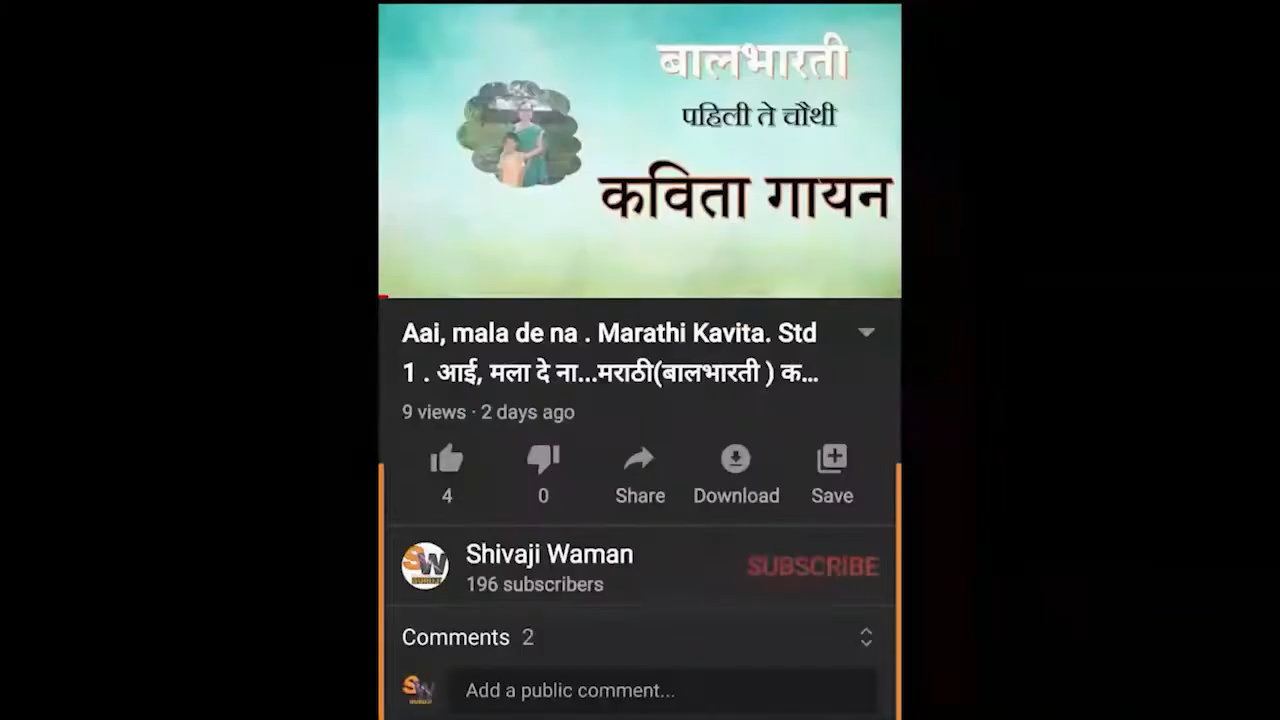 बालभारती
पहिली ते चौथी
कविता गायन
Aai, mala de na . Marathi Kavita. Std
1 . आई, मला दे ना...मराठी(बालभारती ) क...
9 views · 2 days ago
4 0 Share Download Save
SW
Shivaji Waman
SUBSCRIBE
196 subscribers
Comments 2
SW
Add a public comment...